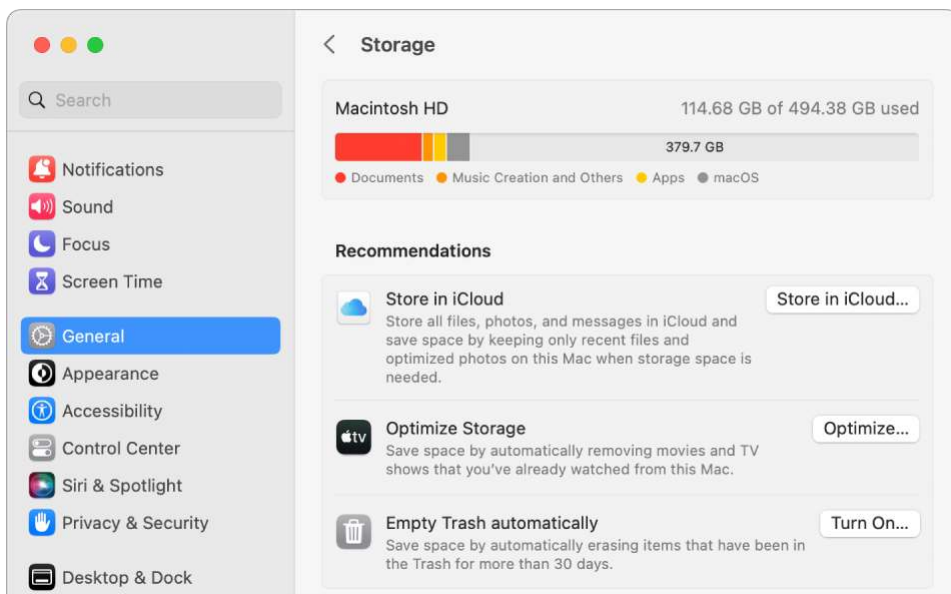 Search
Notifications
Sound
Focus
Screen Time
General
Appearance
Accessibility
Control Center
Siri & Spotlight
Privacy & Security
Desktop & Dock
Storage
Macintosh HD
114.68 GB of 494.38 GB used
379.7 GB
Documents Music Creation and Others Apps macOS
Recommendations
Store in iCloud
Store all files, photos, and messages in iCloud and
save space by keeping only recent files and
optimized photos on this Mac when storage space is
needed.
Store in iCloud...
tv
Optimize Storage
Save space by automatically removing movies and TV
shows that you've already watched from this Mac.
Optimize...
Empty Trash automatically
Save space by automatically erasing items that have been in
the Trash for more than 30 days.
Turn On...